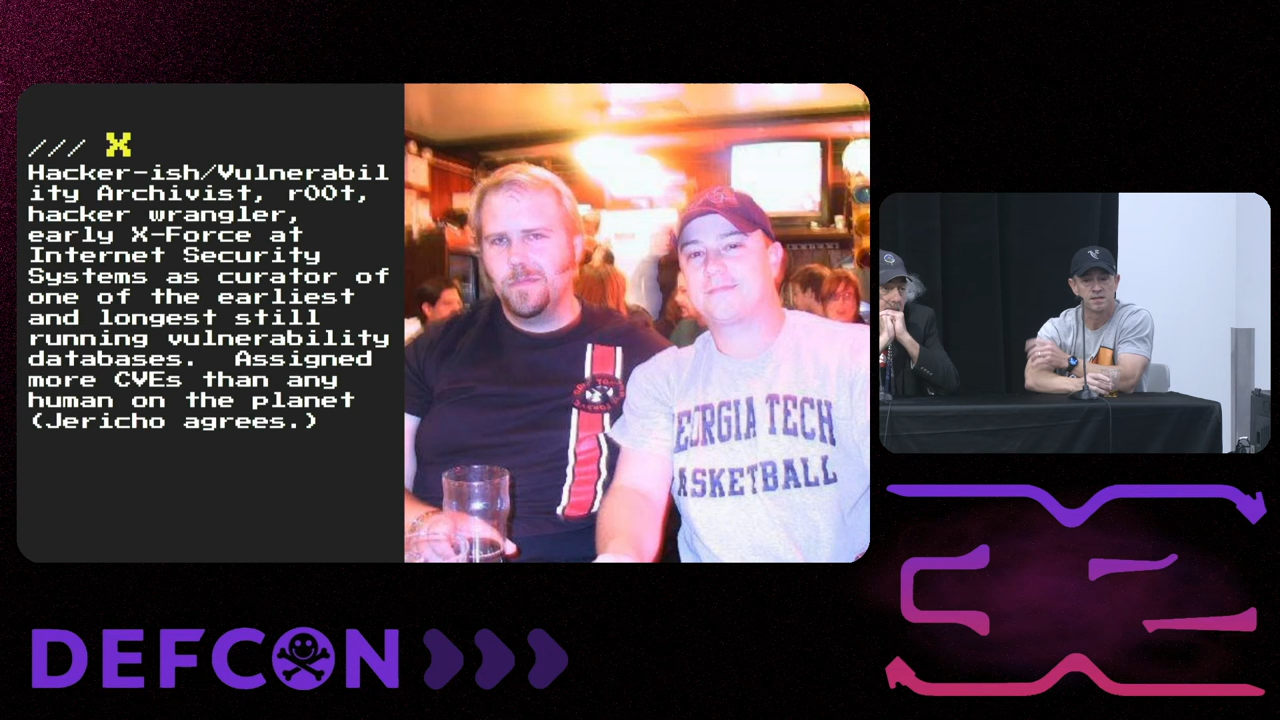 /// X
Hacker-ish/Vulnerabil
ity Archivist, r00t,
hacker wrangler,
early X-Force at
Internet Security
Systems as curator of
one of the earliest
and longest still
running vulnerability
databases.  Assigned
more CVEs than any
human on the planet
(Jericho agrees.)
EORGIA TECH
ASKETBALL
DEFCON